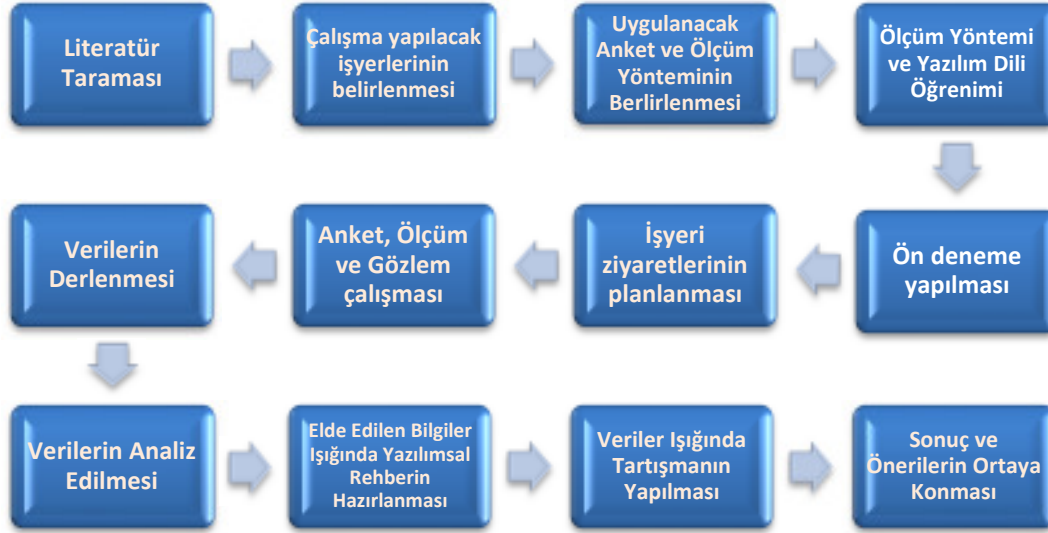 Literatür
Taraması
Çalışma yapılacak
işyerlerinin
belirlenmesi
Uygulanacak
Anket ve Ölçüm
Yönteminin
Berlirlenmesi
Ölçüm Yöntemi
ve Yazılım Dili
Öğrenimi
Ön deneme
yapılması
İşyeri
ziyaretlerinin
planlanması
Anket, Ölçüm
ve Gözlem
çalışması
Verilerin
Derlenmesi
Verilerin Analiz
Edilmesi
Elde Edilen Bilgiler
Işığında Yazılımsal
Rehberin
Hazırlanması
Veriler Işığında
Tartışmanın
Yapılması
Sonuç ve
Önerilerin Ortaya
Konması